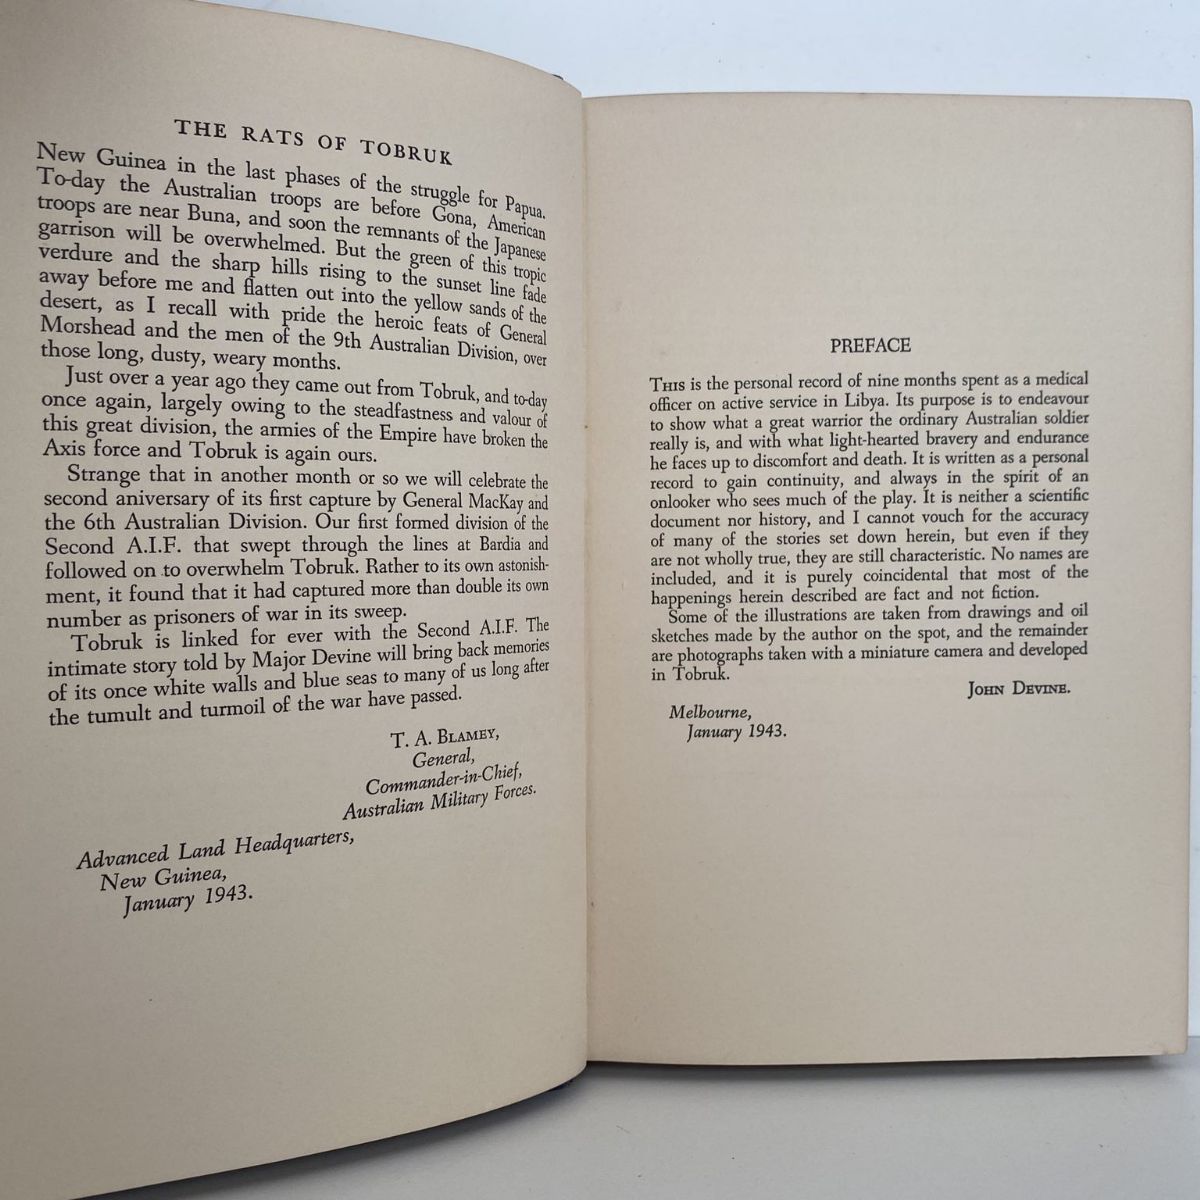 THE RATS OF TOBRUK
New Guinea in the last phases of the struggle for Papua.
To-day the Australian troops are before Gona, American
troops are near Buna, and soon the remnants of the Japanese
garrison will be overwhelmed. But the green of this tropic
verdure and the sharp hills rising to the sunset line fade
away before me and flatten out into the yellow sands of the
desert, as I recall with pride the heroic feats of General
Morshead and the men of the 9th Australian Division, over
those long, dusty, weary months.
Just over a year ago they came out from Tobruk, and to-day
once again, largely owing to the steadfastness and valour of
this great division, the armies of the Empire have broken the
Axis force and Tobruk is again ours.
Strange that in another month or so we will celebrate the
second aniversary of its first capture by General MacKay and
the 6th Australian Division. Our first formed division of the
Second A.I.F. that swept through the lines at Bardia and
followed on to overwhelm Tobruk. Rather to its own astonish-
ment, it found that it had captured more than double its own
number as prisoners of war in its sweep.
Tobruk is linked for ever with the Second A.I.F. The
intimate story told by Major Devine will bring back memories
of its once white walls and blue seas to many of us long after
the tumult and turmoil of the war have passed.
T. A. BLAMEY,
General,
Commander-in-Chief,
Australian Military Forces.
Advanced Land Headquarters,
New Guinea,
January 1943.
PREFACE
THIS is the personal record of nine months spent as a medical
officer on active service in Libya. Its purpose is to endeavour
to show what a great warrior the ordinary Australian soldier
really is, and with what light-hearted bravery and endurance
he faces up to discomfort and death. It is written as a personal
record to gain continuity, and always in the spirit of an
onlooker who sees much of the play. It is neither a scientific
document nor history, and I cannot vouch for the accuracy
of many of the stories set down herein, but even if they
are not wholly true, they are still characteristic. No names are
included, and it is purely coincidental that most of the
happenings herein described are fact and not fiction.
Some of the illustrations are taken from drawings and oil
sketches made by the author on the spot, and the remainder
are photographs taken with a miniature camera and developed
in Tobruk.
JOHN DEVINE.
Melbourne,
January 1943.